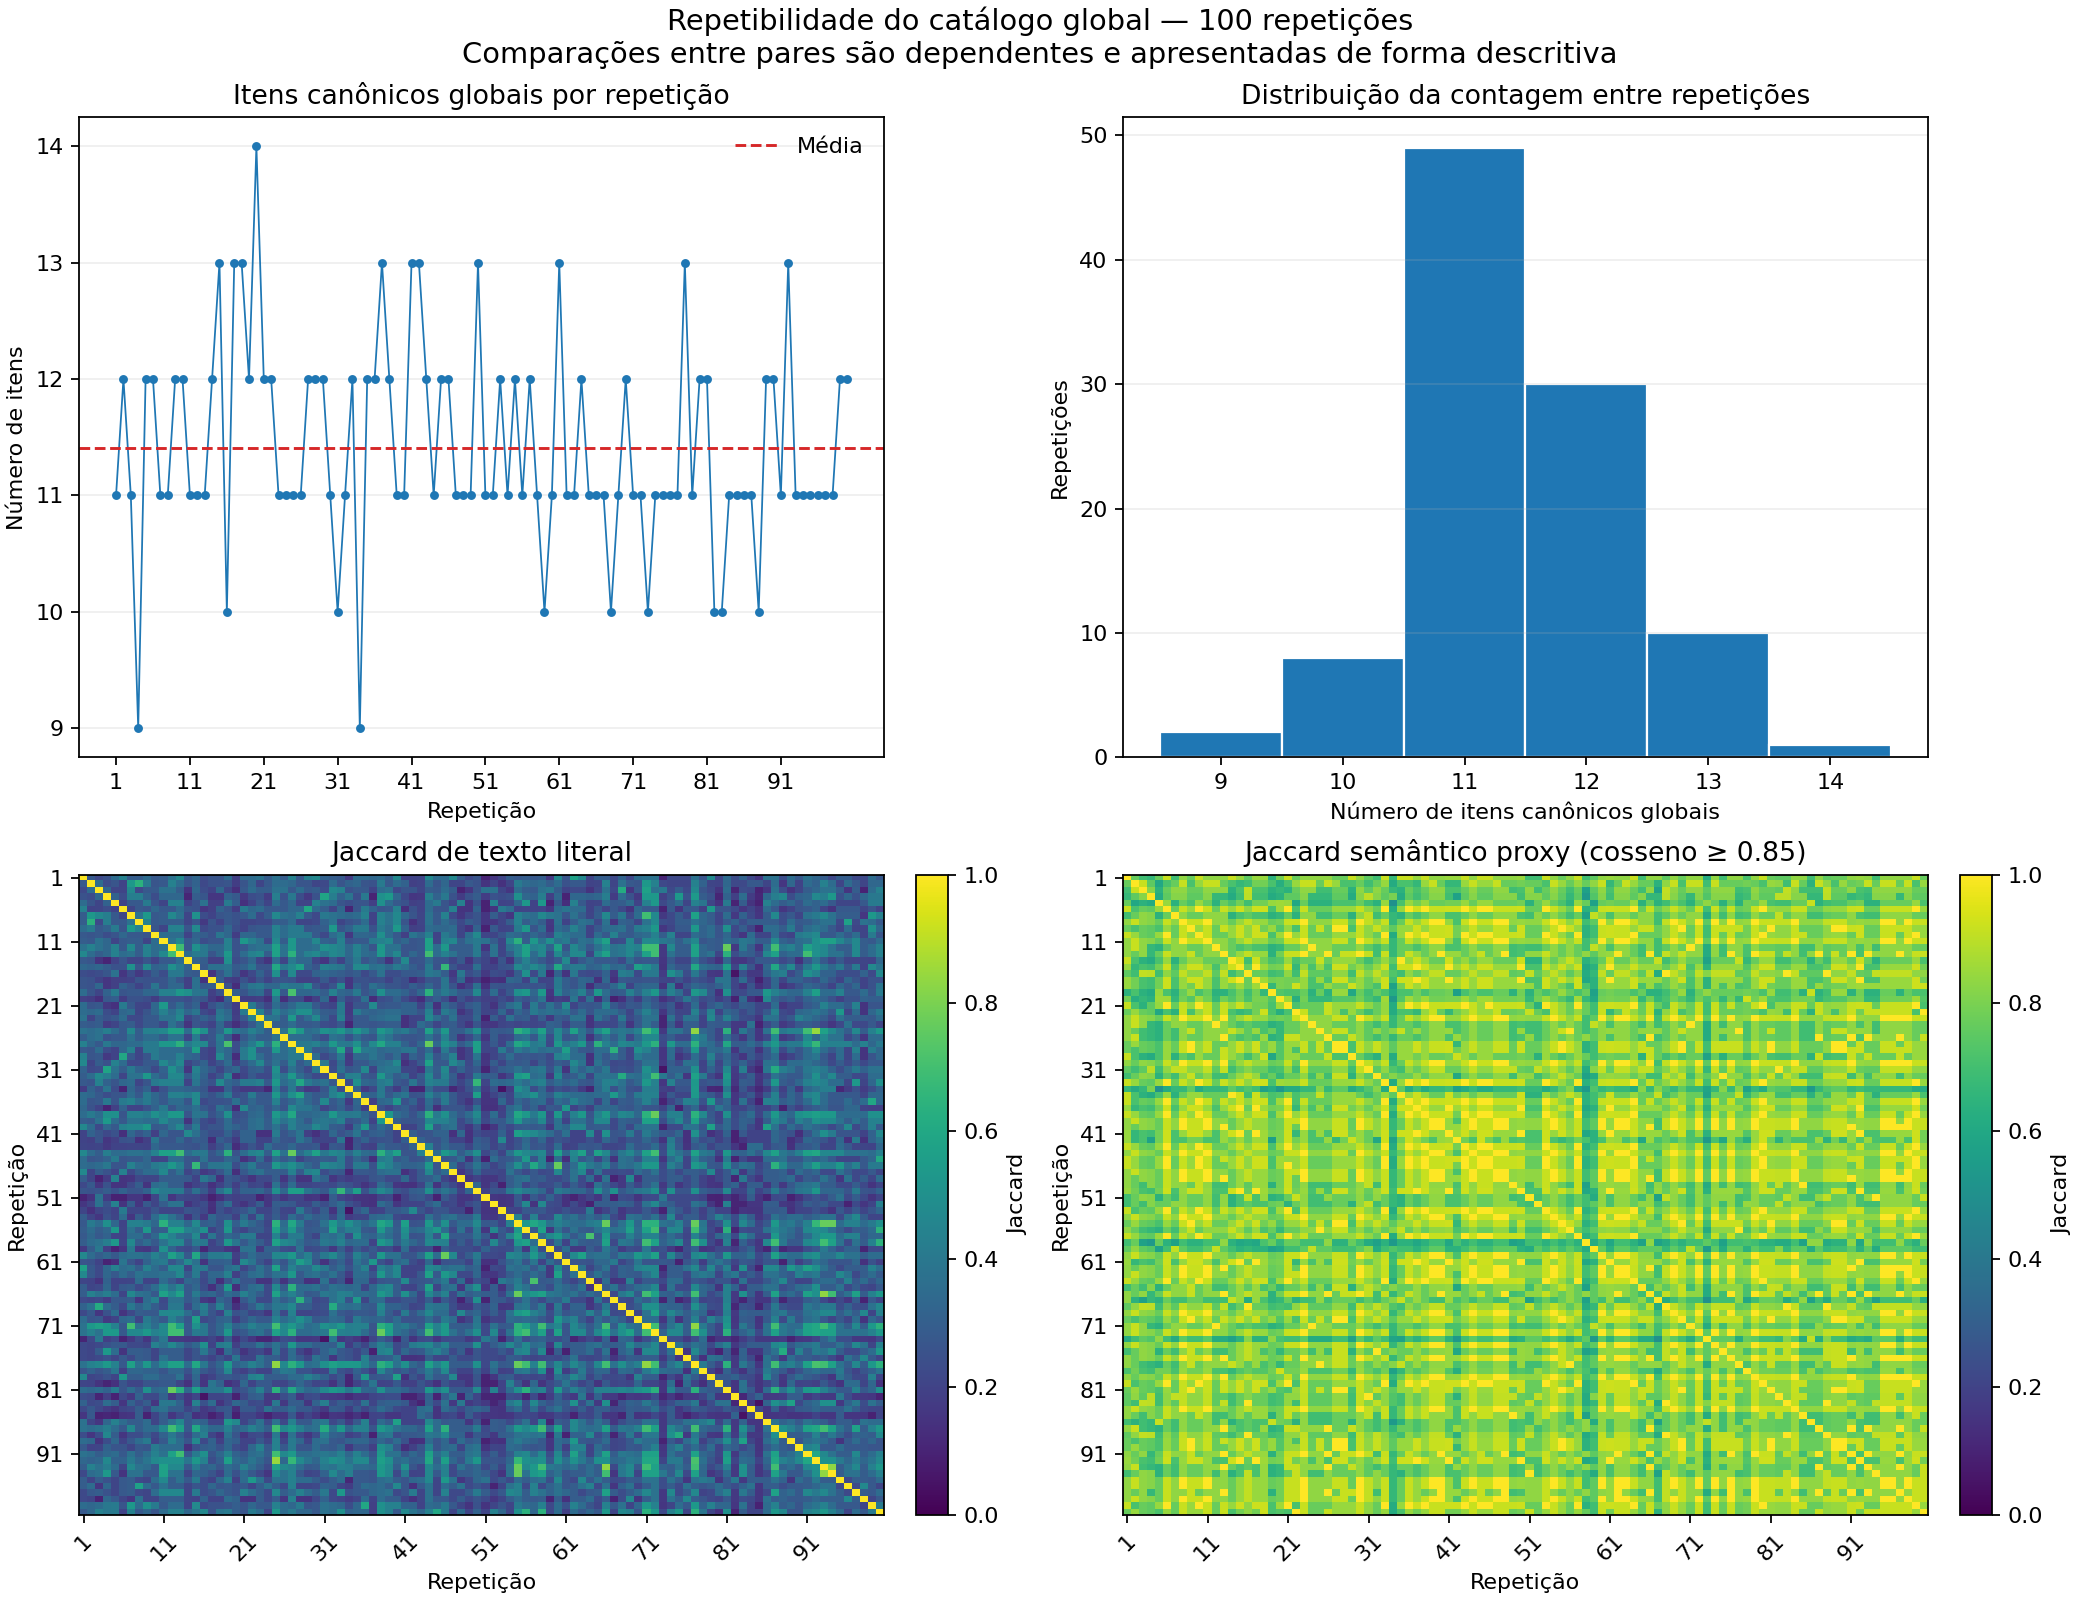 Repetibilidade do catálogo global — 100 repetições
Comparações entre pares são dependentes e apresentadas de forma descritiva
Itens canônicos globais por repetição
Média
14
13
12
11
10
9
Número de itens
1 11 21 31 41 51 61 71 81 91
Repetição
Distribuição da contagem entre repetições
50
40
30
20
10
0
Repetições
9 10 11 12 13 14
Número de itens canônicos globais
Jaccard de texto literal
1
11
21
31
41
51
61
71
81
91
Repetição
1 11 21 31 41 51 61 71 81 91
Repetição
1.0
0.8
0.6
0.4
0.2
0.0
Jaccard
Jaccard semântico proxy (cosseno ≥ 0.85)
1
11
21
31
41
51
61
71
81
91
Repetição
1 11 21 31 41 51 61 71 81 91
Repetição
1.0
0.8
0.6
0.4
0.2
0.0
Jaccard